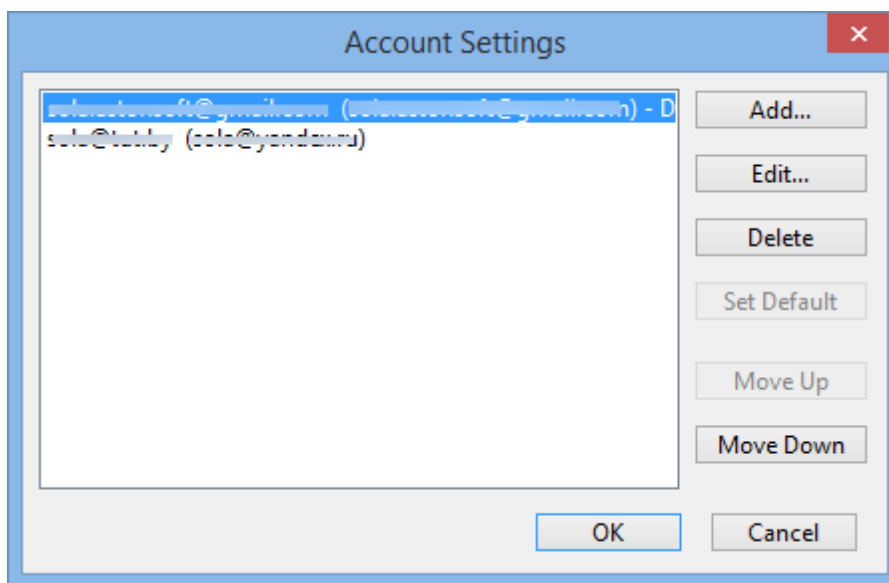 Account Settings
- D
Add...
Edit...
Delete
Set Default
Move Up
Move Down
OK
Cancel